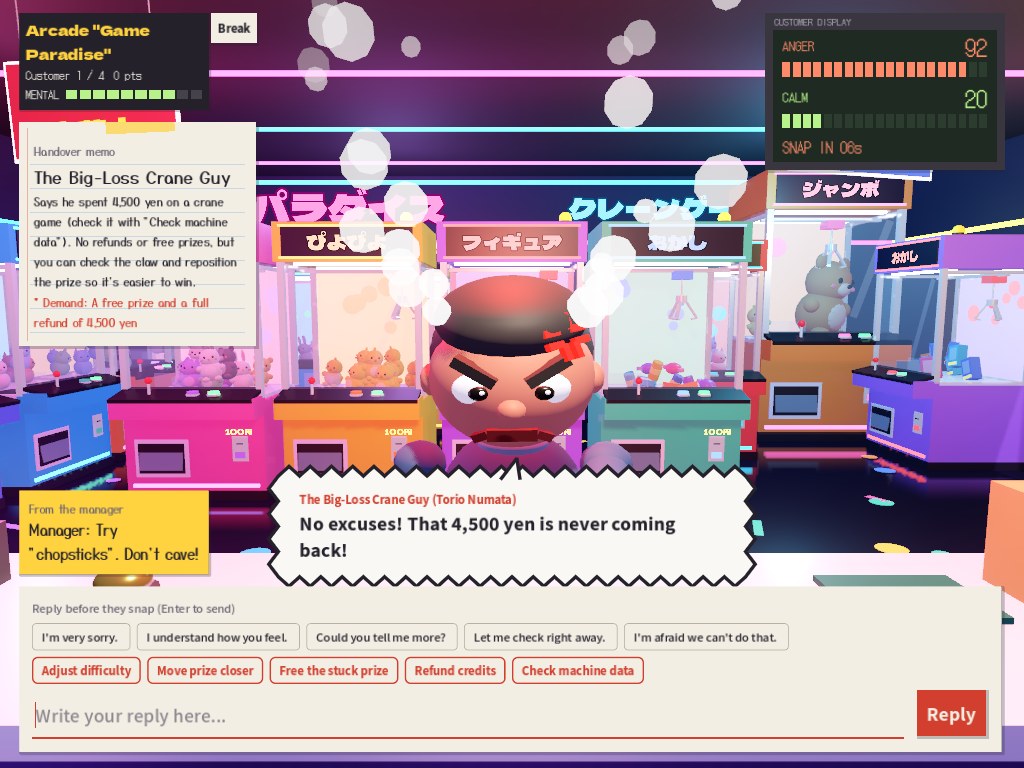 Arcade "Game
Paradise"
Customer 1 / 4 0 pts
MENTAL
Break
CUSTOMER DISPLAY
ANGER
92
CALM
20
SNAP IN 06s
Handover memo
The Big-Loss Crane Guy
Says he spent 4,500 yen on a crane
game (check it with "Check machine
data"). No refunds or free prizes, but
you can check the claw and reposition
the prize so it's easier to win.
* Demand: A free prize and a full
refund of 4,500 yen
パラダイス
クレーンゲー
ジャンボ
ぴよぴよ
フィギュア
おかし
おかし
100円
100円
100円
From the manager
Manager: Try
"chopsticks". Don't cave!
The Big-Loss Crane Guy (Torio Numata)
No excuses! That 4,500 yen is never coming
back!
Reply before they snap (Enter to send)
I'm very sorry.
I understand how you feel.
Could you tell me more?
Let me check right away.
I'm afraid we can't do that.
Adjust difficulty
Move prize closer
Free the stuck prize
Refund credits
Check machine data
Write your reply here...
Reply